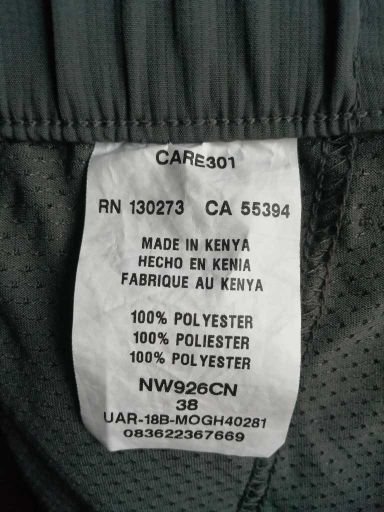 CARE301
RN 130273 CA 55394
MADE IN KENYA
HECHO EN KENIA
FABRIQUE AU KENYA
100% POLYESTER
100% POLIESTER
100% POLYESTER
NW926CN
38
UAR-18B-MOGH40281
083622367669